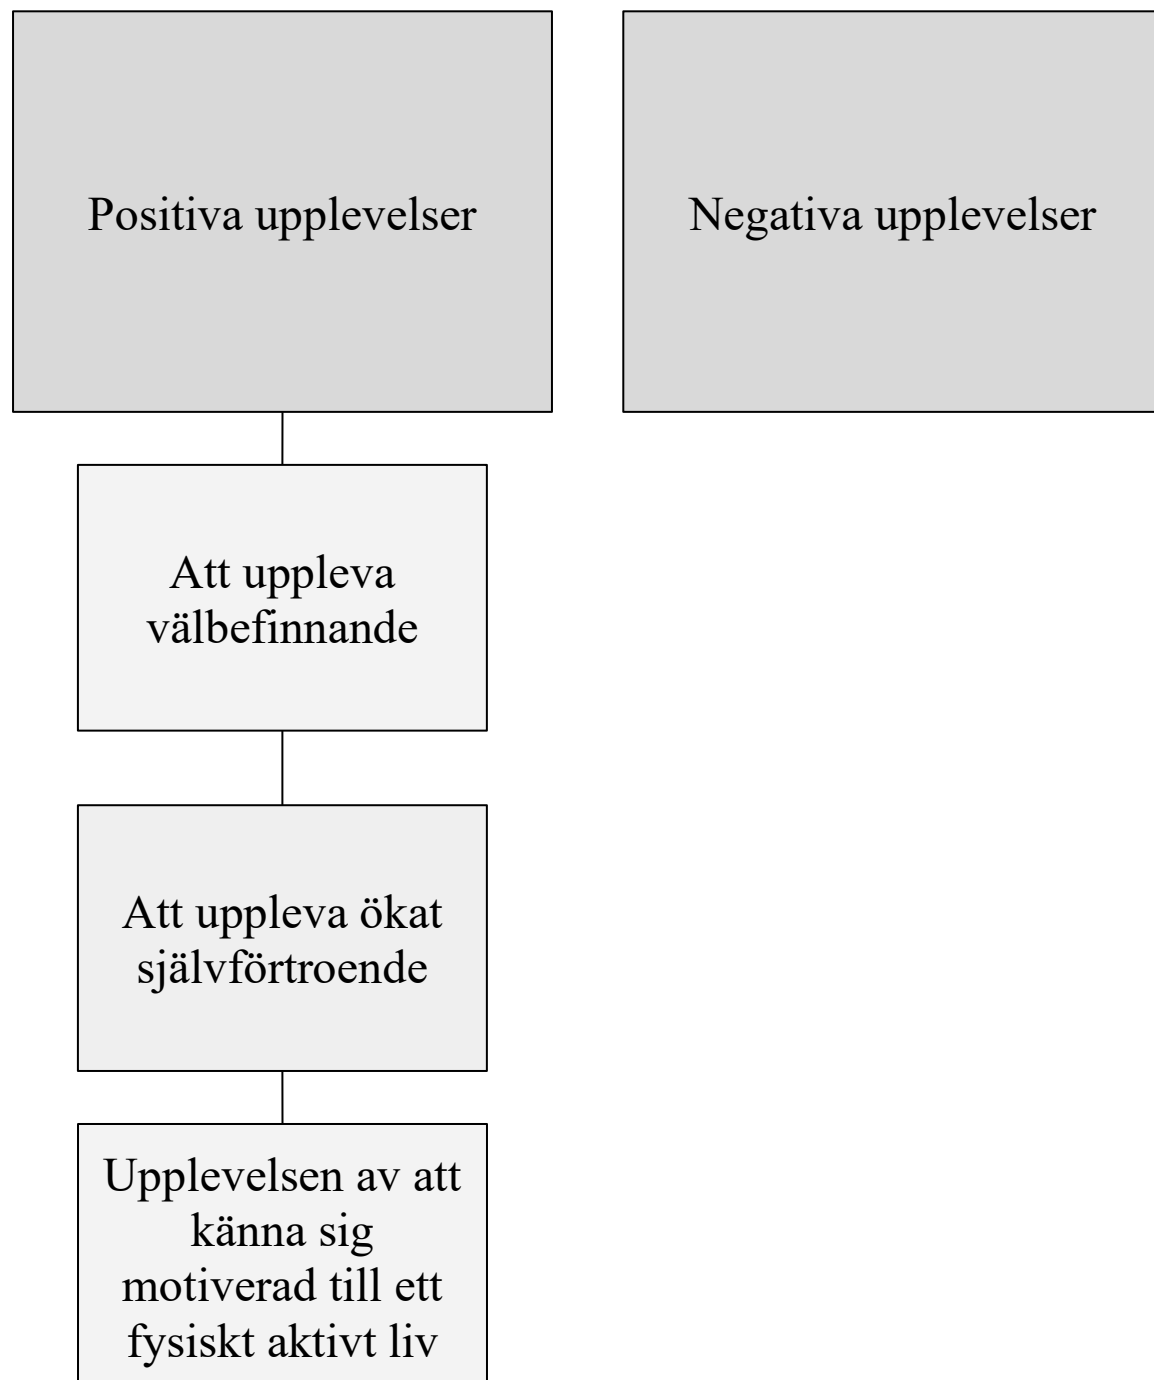 Positiva upplevelser
Negativa upplevelser
Att uppleva
välbefinnande
Att uppleva ökat
självförtroende
Upplevelsen av att
känna sig
motiverad till ett
fysiskt aktivt liv